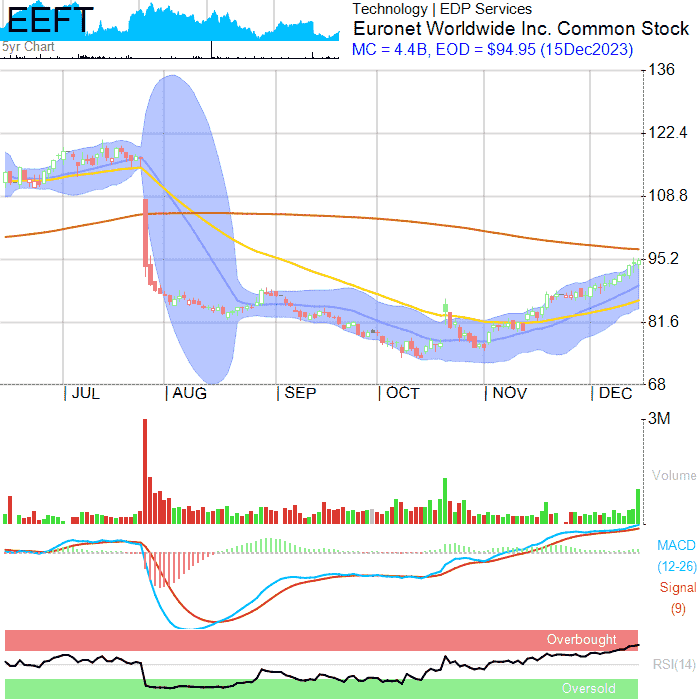 EEFT
5yr Chart
Technology | EDP Services
Euronet Worldwide Inc. Common Stock
MC = 4.4B, EOD = $94.95 (15Dec2023)
136
122.4
108.8
95.2
81.6
68
JUL AUG SEP OCT NOV DEC
3M
Volume
MACD
(12-26)
Signal
(9)
Overbought
RSI(14)
Oversold